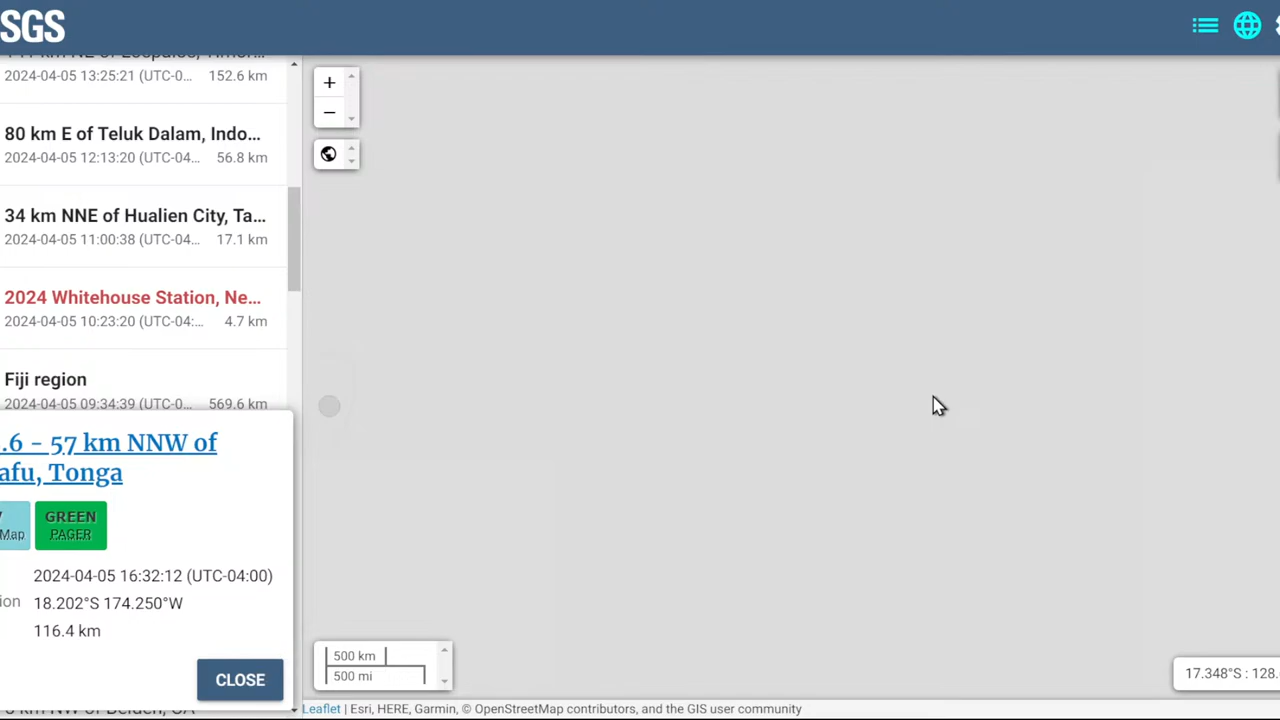 SGS
2024-04-05 13:25:21 (UTC-0... 152.6 km
80 km E of Teluk Dalam, Indo...
2024-04-05 12:13:20 (UTC-04... 56.8 km
34 km NNE of Hualien City, Ta...
2024-04-05 11:00:38 (UTC-04... 17.1 km
2024 Whitehouse Station, Ne...
2024-04-05 10:23:20 (UTC-04:... 4.7 km
Fiji region
2024-04-05 09:34:39 (UTC-0... 569.6 km
.6 – 57 km NNW of
afu, Tonga
Map
GREEN
PAGER
2024-04-05 16:32:12 (UTC-04:00)
ion 18.202°S 174.250°W
116.4 km
CLOSE
+
−
500 km
500 mi
17.348°S : 128.
Leaflet | Esri, HERE, Garmin, © OpenStreetMap contributors, and the GIS user community